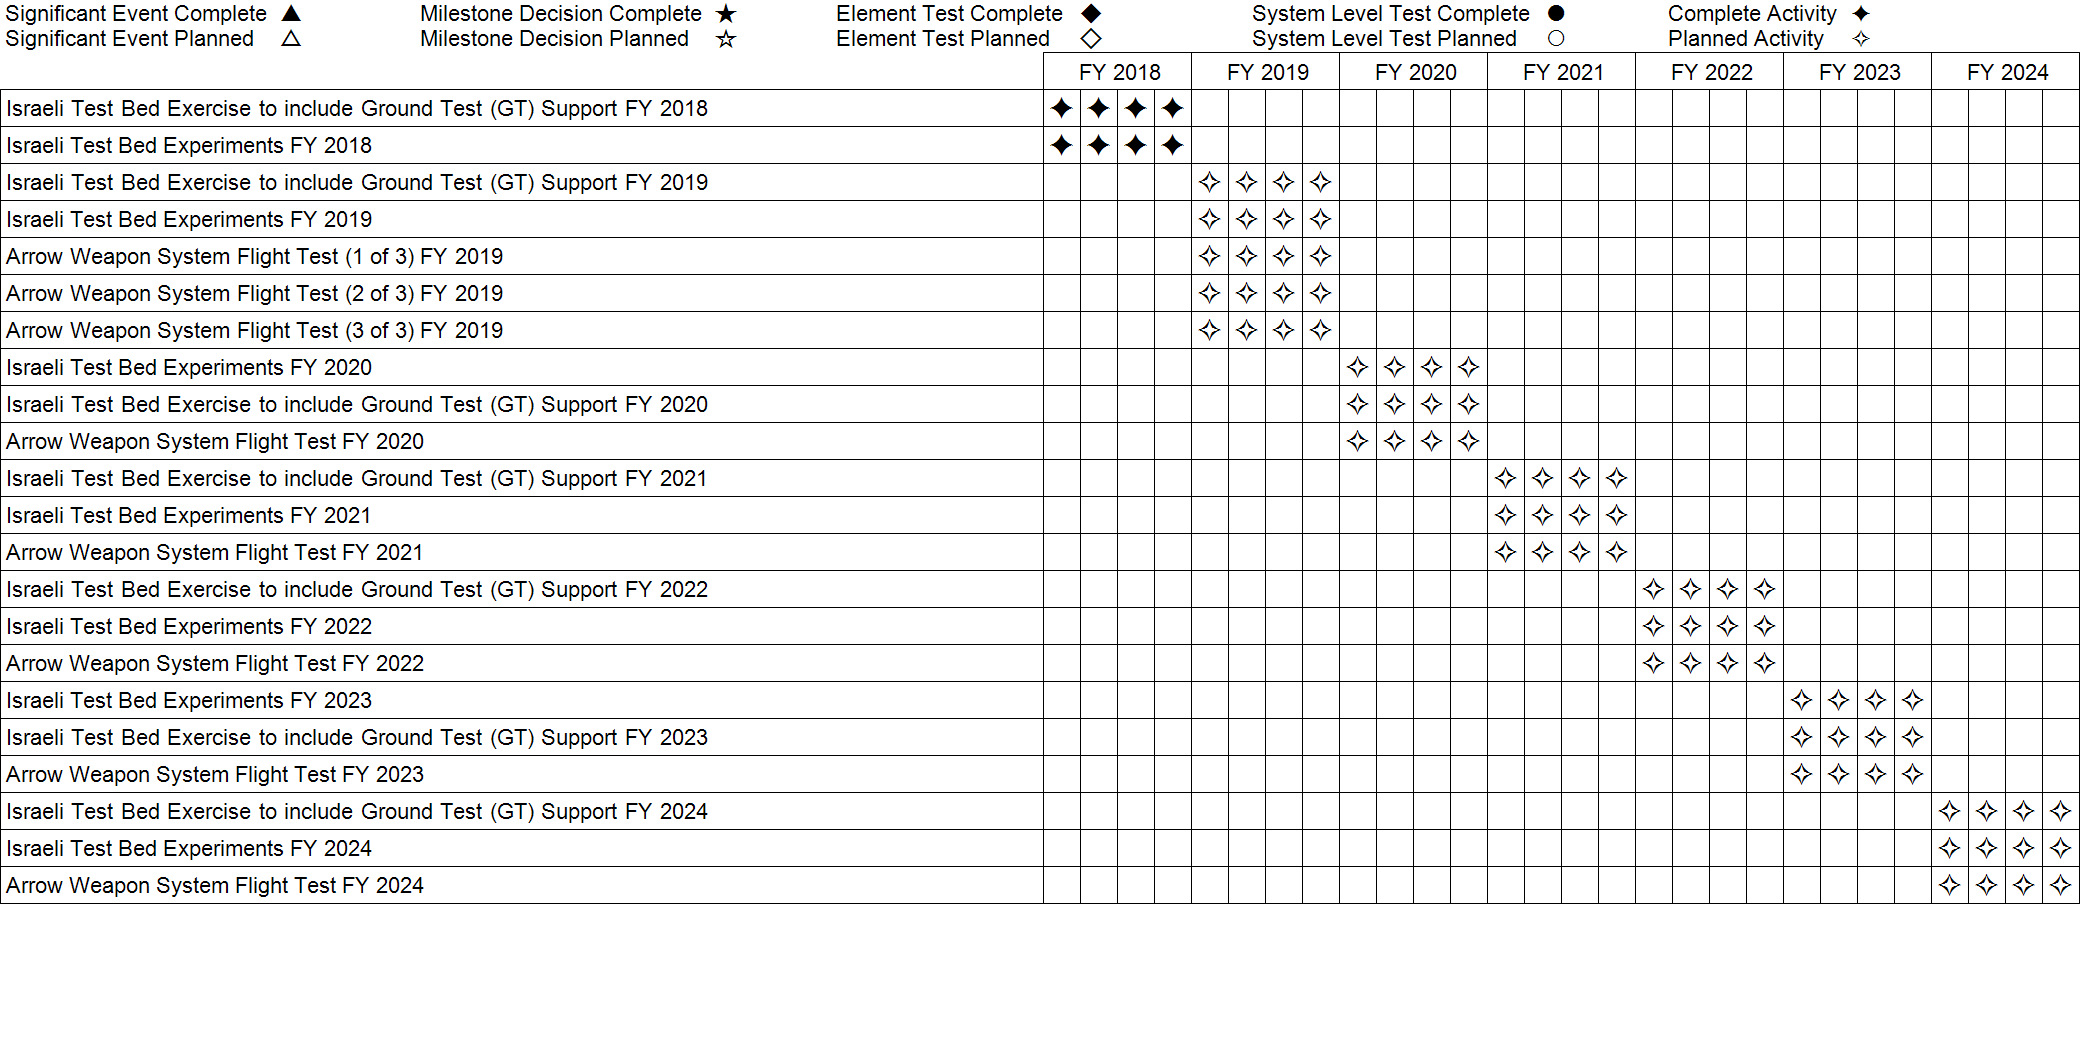 Significant Event Complete ▲ Milestone Decision Complete ★ Element Test Complete ◆ System Level Test Complete ● Complete Activity ✦
Significant Event Planned △ Milestone Decision Planned ☆ Element Test Planned ◇ System Level Test Planned ○ Planned Activity ✧
FY 2018 FY 2019 FY 2020 FY 2021 FY 2022 FY 2023 FY 2024
Israeli Test Bed Exercise to include Ground Test (GT) Support FY 2018 ✦ ✦ ✦ ✦
Israeli Test Bed Experiments FY 2018 ✦ ✦ ✦ ✦
Israeli Test Bed Exercise to include Ground Test (GT) Support FY 2019 ✧ ✧ ✧ ✧
Israeli Test Bed Experiments FY 2019 ✧ ✧ ✧ ✧
Arrow Weapon System Flight Test (1 of 3) FY 2019 ✧ ✧ ✧ ✧
Arrow Weapon System Flight Test (2 of 3) FY 2019 ✧ ✧ ✧ ✧
Arrow Weapon System Flight Test (3 of 3) FY 2019 ✧ ✧ ✧ ✧
Israeli Test Bed Experiments FY 2020 ✧ ✧ ✧ ✧
Israeli Test Bed Exercise to include Ground Test (GT) Support FY 2020 ✧ ✧ ✧ ✧
Arrow Weapon System Flight Test FY 2020 ✧ ✧ ✧ ✧
Israeli Test Bed Exercise to include Ground Test (GT) Support FY 2021 ✧ ✧ ✧ ✧
Israeli Test Bed Experiments FY 2021 ✧ ✧ ✧ ✧
Arrow Weapon System Flight Test FY 2021 ✧ ✧ ✧ ✧
Israeli Test Bed Exercise to include Ground Test (GT) Support FY 2022 ✧ ✧ ✧ ✧
Israeli Test Bed Experiments FY 2022 ✧ ✧ ✧ ✧
Arrow Weapon System Flight Test FY 2022 ✧ ✧ ✧ ✧
Israeli Test Bed Experiments FY 2023 ✧ ✧ ✧ ✧
Israeli Test Bed Exercise to include Ground Test (GT) Support FY 2023 ✧ ✧ ✧ ✧
Arrow Weapon System Flight Test FY 2023 ✧ ✧ ✧ ✧
Israeli Test Bed Exercise to include Ground Test (GT) Support FY 2024 ✧ ✧ ✧ ✧
Israeli Test Bed Experiments FY 2024 ✧ ✧ ✧ ✧
Arrow Weapon System Flight Test FY 2024 ✧ ✧ ✧ ✧